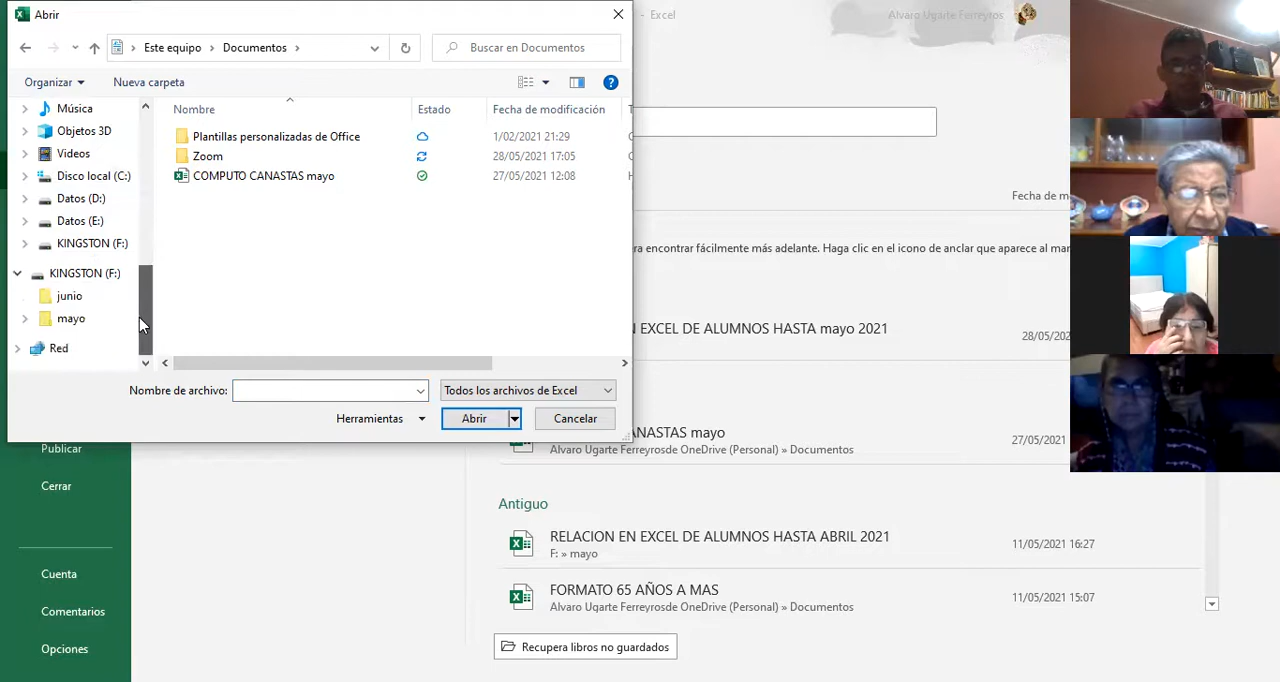 Abrir
- Excel
Alvaro Ugarte Ferreyros
Este equipo
Documentos
Buscar en Documentos
Organizar
Nueva carpeta
Música
Objetos 3D
Videos
Disco local (C:)
Datos (D:)
Datos (E:)
KINGSTON (F:)
KINGSTON (F:)
junio
mayo
Red
Nombre
Estado
Fecha de modificación
Plantillas personalizadas de Office
1/02/2021 21:29
Zoom
28/05/2021 17:05
COMPUTO CANASTAS mayo
27/05/2021 12:08
Nombre de archivo:
Todos los archivos de Excel
Herramientas
Abrir
Cancelar
Fecha de m
ra encontrar fácilmente más adelante. Haga clic en el icono de anclar que aparece al mar
EXCEL DE ALUMNOS HASTA mayo 2021
28/05/2021
ANASTAS mayo
Alvaro Ugarte Ferreyrosde OneDrive (Personal) » Documentos
27/05/2021
Antiguo
RELACION EN EXCEL DE ALUMNOS HASTA ABRIL 2021
F: » mayo
11/05/2021 16:27
FORMATO 65 AÑOS A MAS
Alvaro Ugarte Ferreyrosde OneDrive (Personal) » Documentos
11/05/2021 15:07
Recupera libros no guardados
Publicar
Cerrar
Cuenta
Comentarios
Opciones